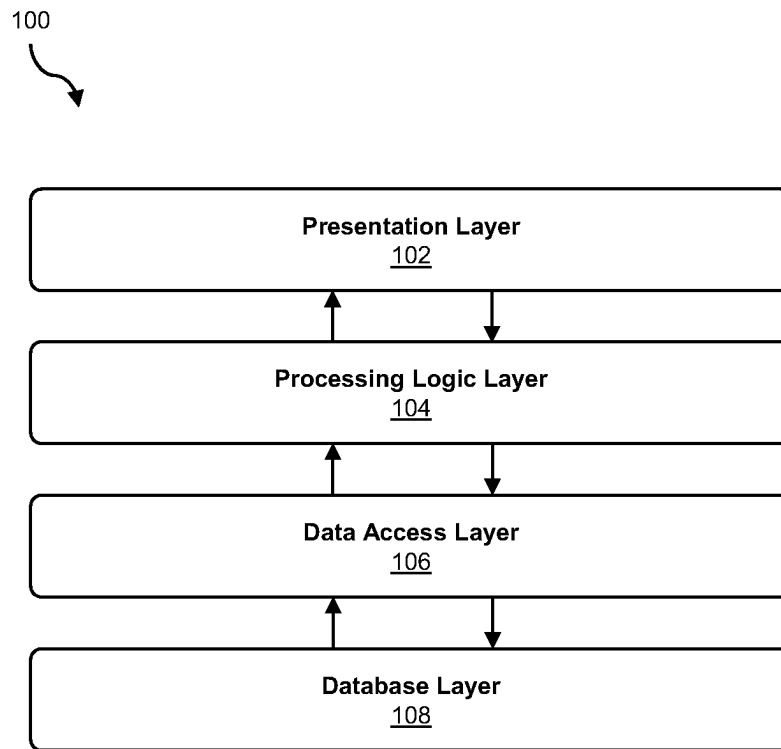 100
Presentation Layer
102
Processing Logic Layer
104
Data Access Layer
106
Database Layer
108